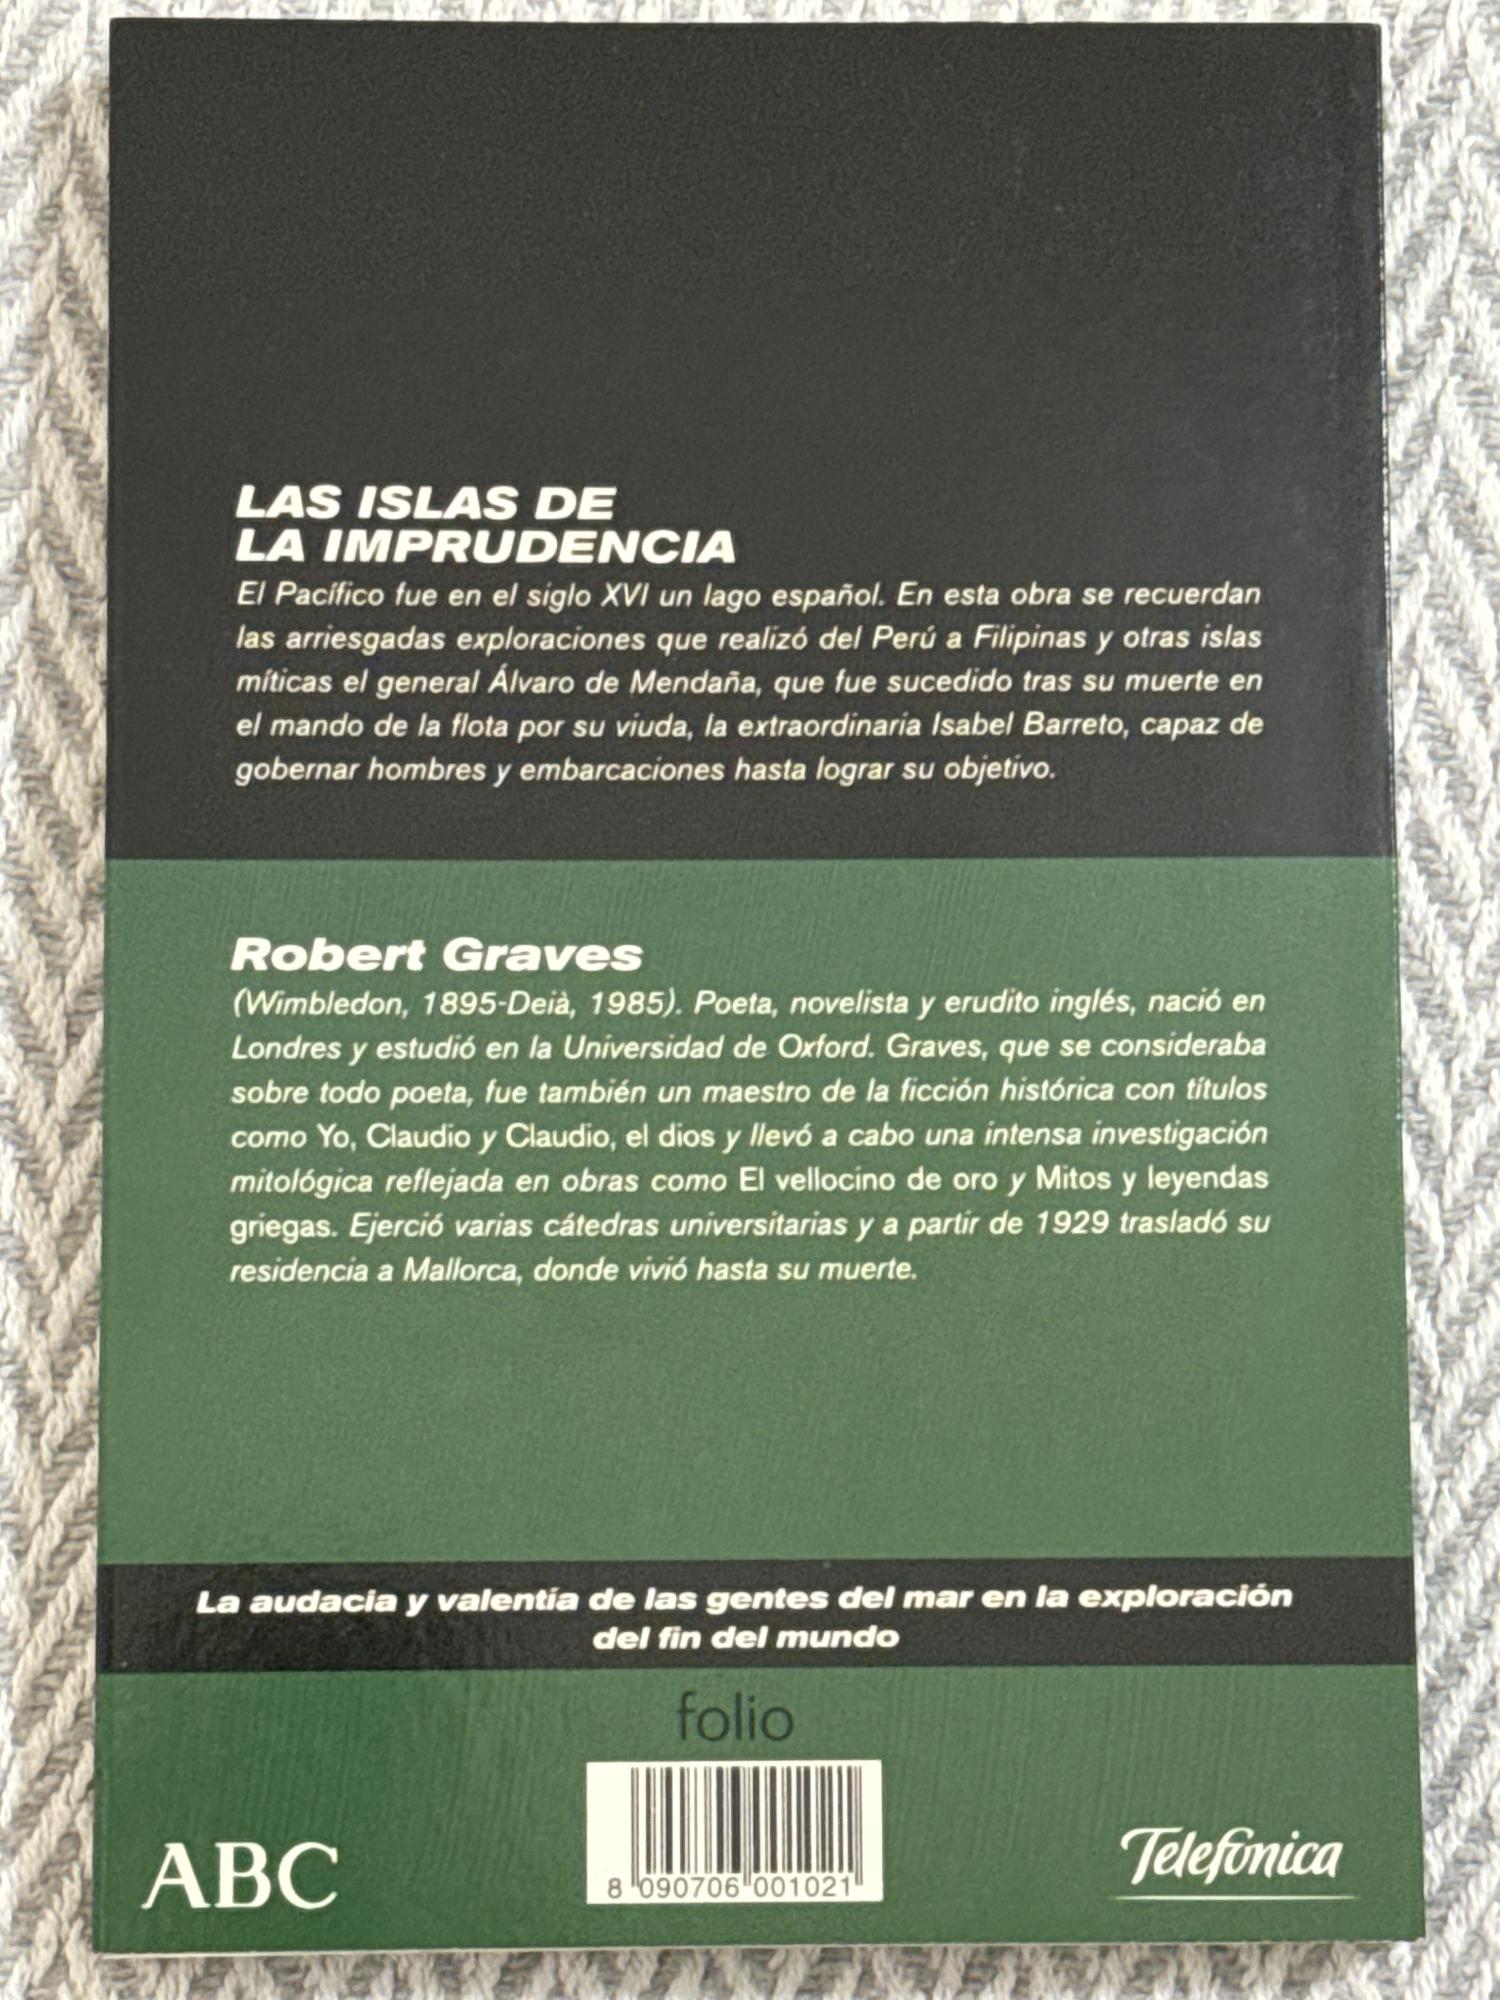 LAS ISLAS DE
LA IMPRUDENCIA
El Pacífico fue en el siglo XVI un lago español. En esta obra se recuerdan
las arriesgadas exploraciones que realizó del Perú a Filipinas y otras islas
míticas el general Álvaro de Mendaña, que fue sucedido tras su muerte en
el mando de la flota por su viuda, la extraordinaria Isabel Barreto, capaz de
gobernar hombres y embarcaciones hasta lograr su objetivo.
Robert Graves
(Wimbledon, 1895-Deià, 1985). Poeta, novelista y erudito inglés, nació en
Londres y estudió en la Universidad de Oxford. Graves, que se consideraba
sobre todo poeta, fue también un maestro de la ficción histórica con títulos
como Yo, Claudio y Claudio, el dios y llevó a cabo una intensa investigación
mitológica reflejada en obras como El vellocino de oro y Mitos y leyendas
griegas. Ejerció varias cátedras universitarias y a partir de 1929 trasladó su
residencia a Mallorca, donde vivió hasta su muerte.
La audacia y valentía de las gentes del mar en la exploración
del fin del mundo
folio
8 090706 001021
ABC
Telefónica